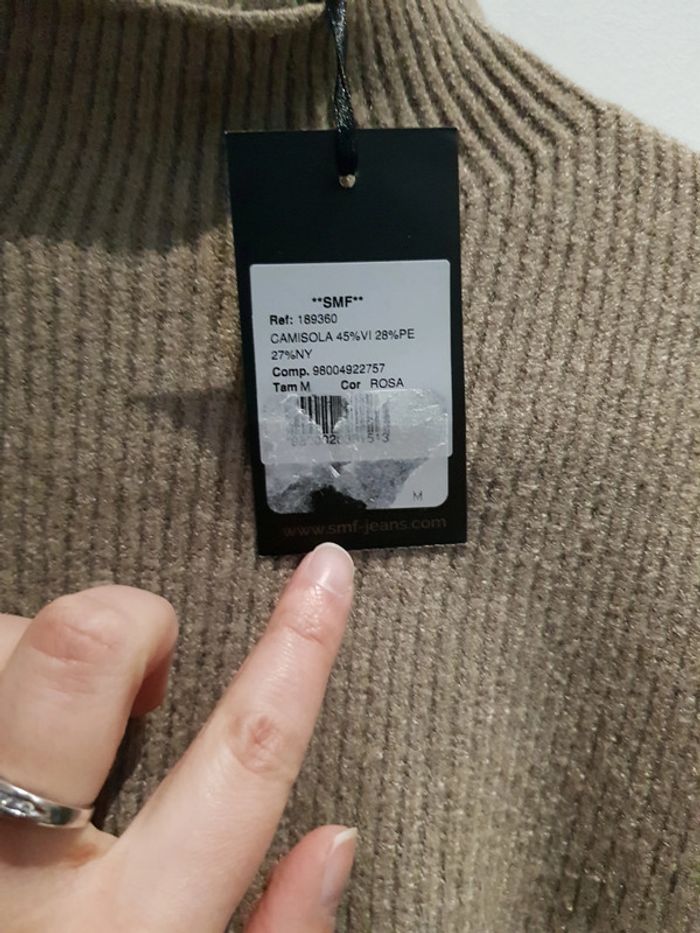 **SMF**
Ref: 189360
CAMISOLA 45%VI 28%PE
27%NY
Comp. 98004922757
Tam M Cor ROSA
M
www.smf-jeans.com